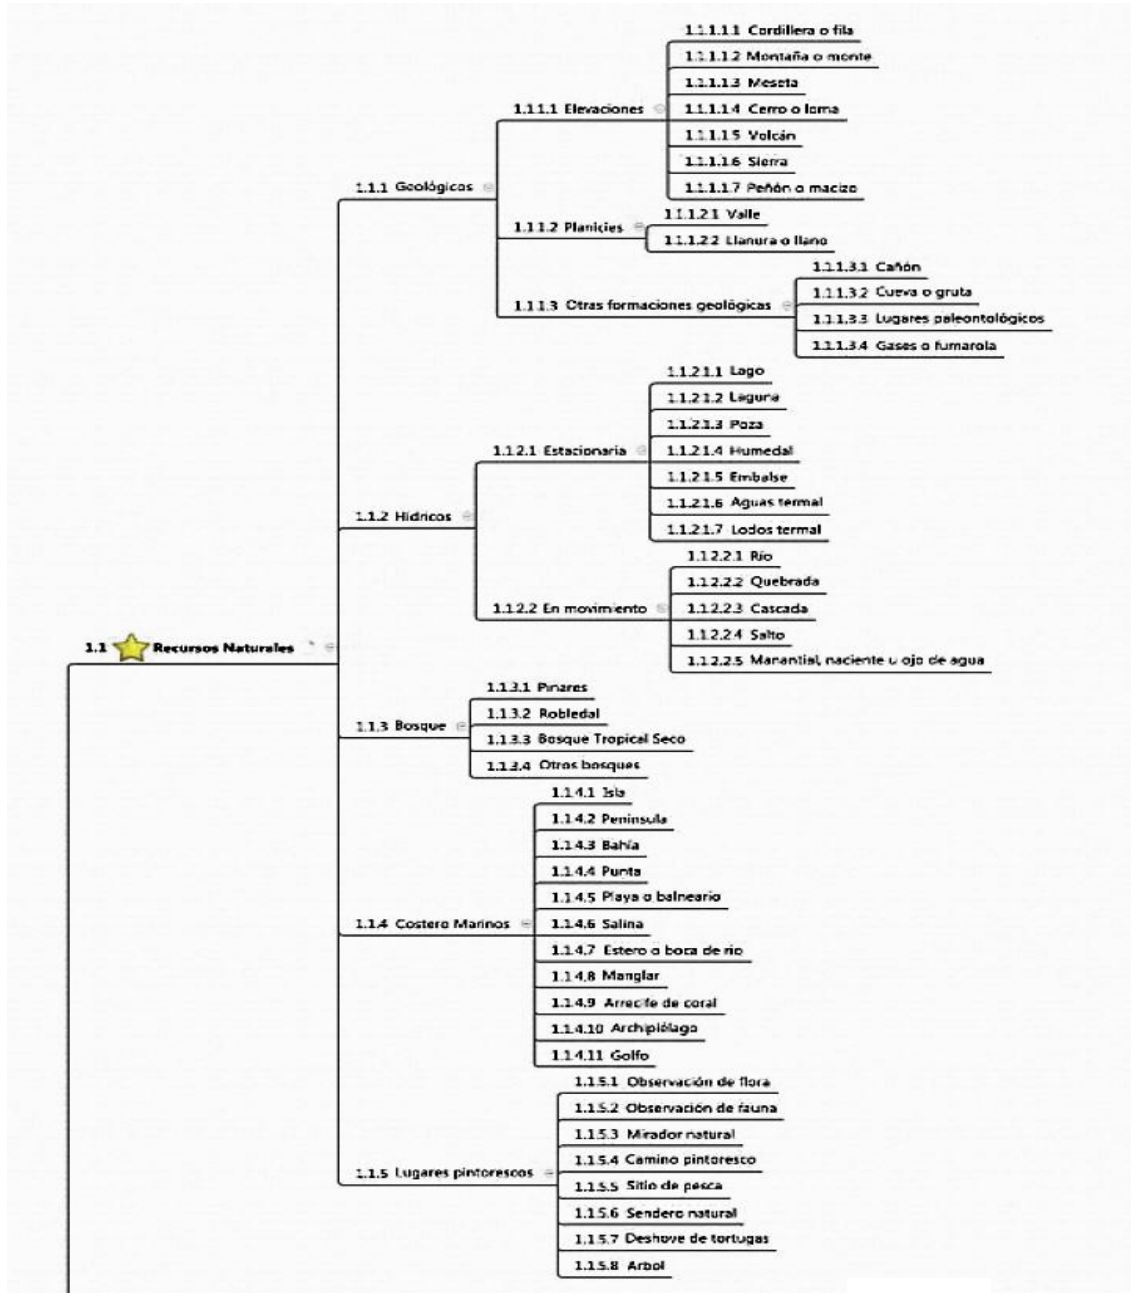 1.1.1.1.1 Cordillera o fila
1.1.1.1.2 Montaña o monte
1.1.1.1.3 Meseta
1.1.1.1 Elevaciones
1.1.1.1.4 Cerro o loma
1.1.1.1.5 Volcán
1.1.1.1.6 Sierra
1.1.1 Geológicos
1.1.1.1.7 Peñón o macizo
1.1.1.2.1 Valle
1.1.1.2 Planicies
1.1.1.2.2 Llanura o llano
1.1.1.3.1 Cañón
1.1.1.3.2 Cueva o gruta
1.1.1.3 Otras formaciones geológicas
1.1.1.3.3 Lugares paleontológicos
1.1.1.3.4 Gases o fumarola
1.1.2.1.1 Lago
1.1.2.1.2 Laguna
1.1.2.1.3 Poza
1.1.2.1 Estacionaria
1.1.2.1.4 Humedal
1.1.2.1.5 Embalse
1.1.2.1.6 Aguas termal
1.1.2 Hídricos
1.1.2.1.7 Lodos termal
1.1.2.2.1 Río
1.1.2.2.2 Quebrada
1.1.2.2 En movimiento
1.1.2.2.3 Cascada
1.1.2.2.4 Salto
1.1 Recursos Naturales
1.1.2.2.5 Manantial, naciente u ojo de agua
1.1.3.1 Pinares
1.1.3.2 Robledal
1.1.3 Bosque
1.1.3.3 Bosque Tropical Seco
1.1.3.4 Otros bosques
1.1.4.1 Isla
1.1.4.2 Península
1.1.4.3 Bahía
1.1.4.4 Punta
1.1.4.5 Playa o balneario
1.1.4 Costero Marinos
1.1.4.6 Salina
1.1.4.7 Estero o boca de rio
1.1.4.8 Manglar
1.1.4.9 Arrecife de coral
1.1.4.10 Archipiélago
1.1.4.11 Golfo
1.1.5.1 Observación de flora
1.1.5.2 Observación de fauna
1.1.5.3 Mirador natural
1.1.5.4 Camino pintoresco
1.1.5 Lugares pintorescos
1.1.5.5 Sitio de pesca
1.1.5.6 Sendero natural
1.1.5.7 Deshove de tortugas
1.1.5.8 Arbol